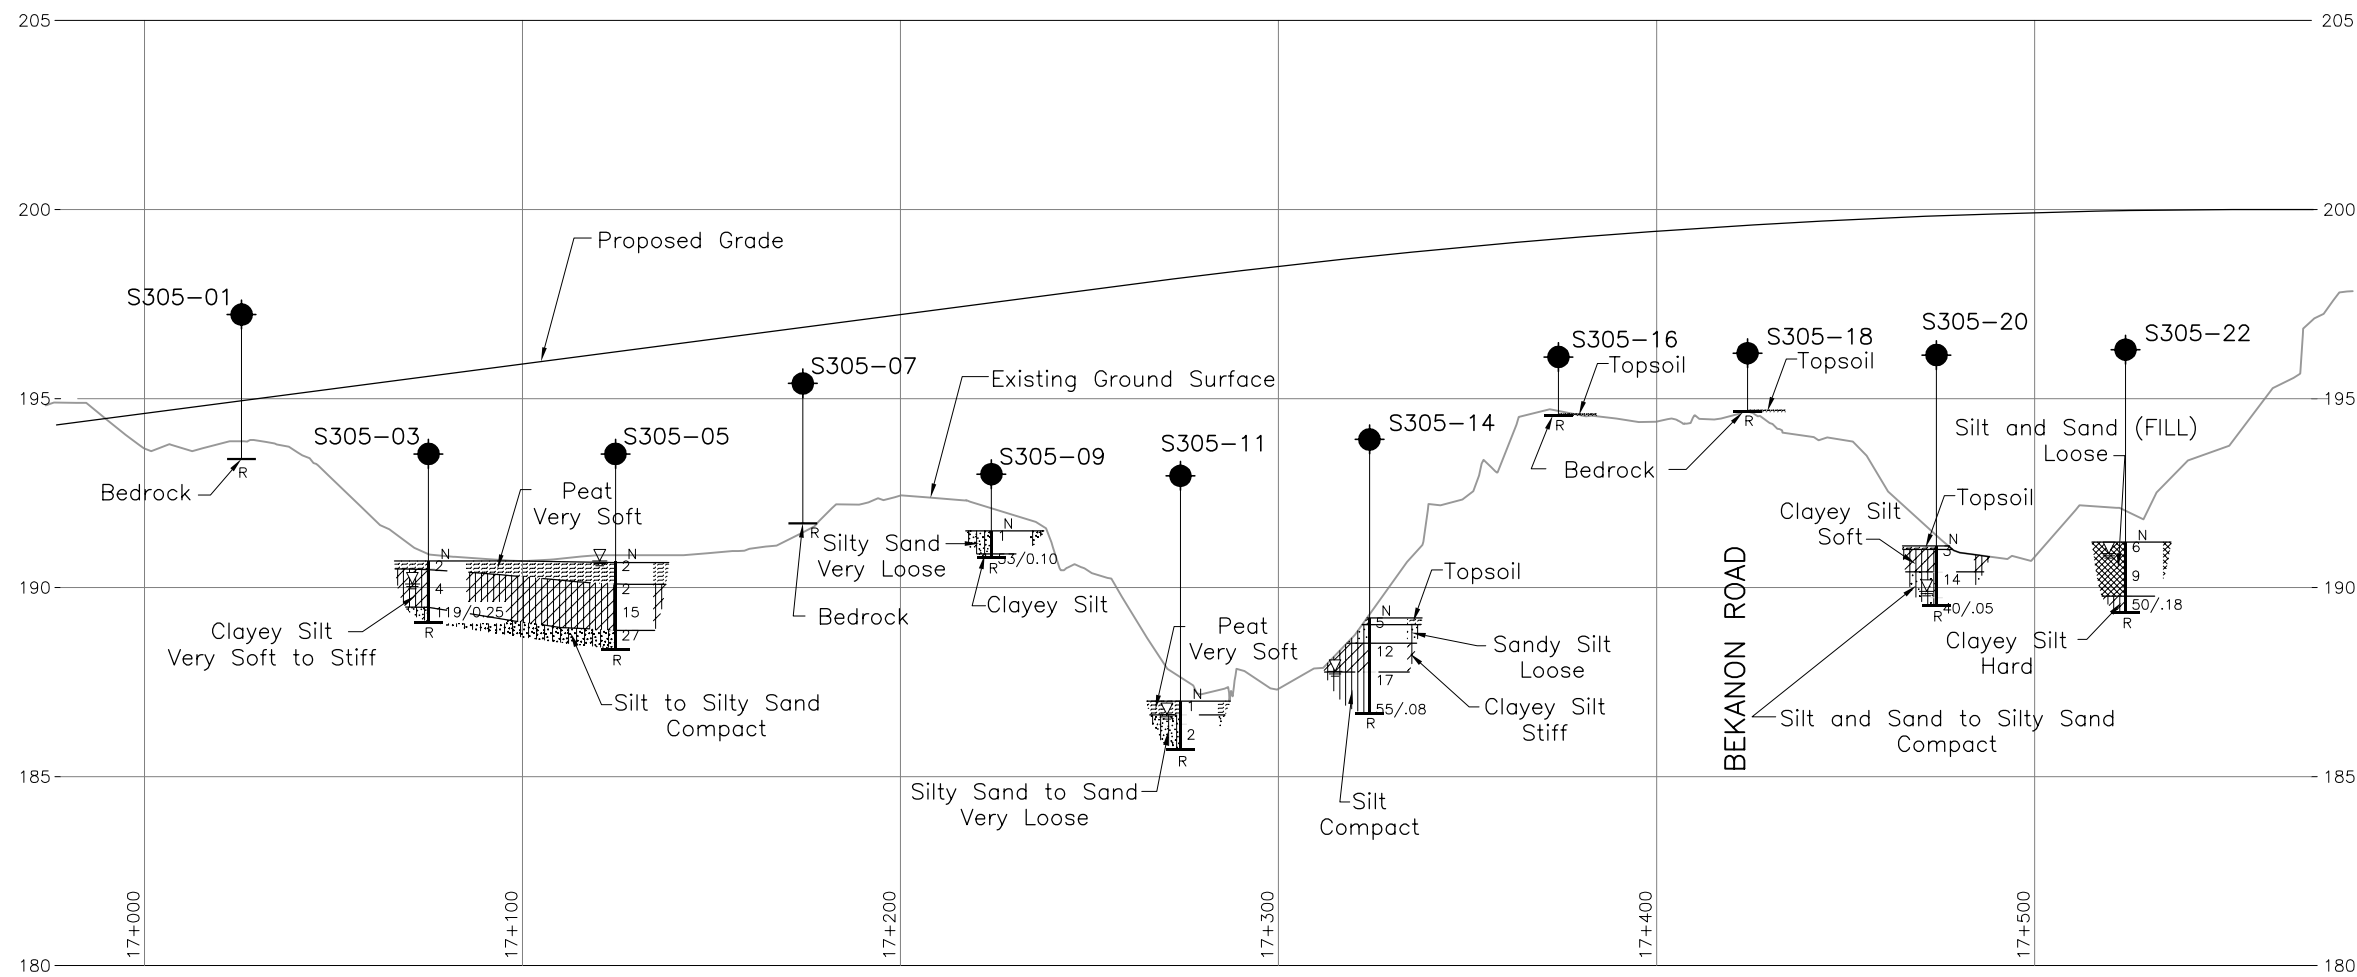 205
205
200
200
Proposed Grade
S305-01
S305-20
S305-16
S305-18
S305-22
Topsoil
Topsoil
S305-07
Existing Ground Surface
195
195
S305-03
S305-05
S305-09
S305-11
S305-14
Silt and Sand (FILL)
Loose
R
R
R
Bedrock
Bedrock
Peat
Very Soft
Topsoil
Clayey Silt
Soft
R
N
1
53/0.10
R
Silty Sand
Very Loose
Clayey Silt
Bedrock
N
2
4
119/0.25
R
N
2
2
15
27
R
Clayey Silt
Very Soft to Stiff
Silt to Silty Sand
Compact
190
190
N
3
14
40/.05
R
N
6
9
50/.18
R
Topsoil
N
5
12
17
55/.08
R
Sandy Silt
Loose
Clayey Silt
Stiff
Peat
Very Soft
N
1
2
R
Clayey Silt
Hard
BEKANON ROAD
Silt and Sand to Silty Sand
Compact
185
185
Silty Sand to Sand
Very Loose
Silt
Compact
17+000
17+100
17+200
17+300
17+400
17+500
180
180